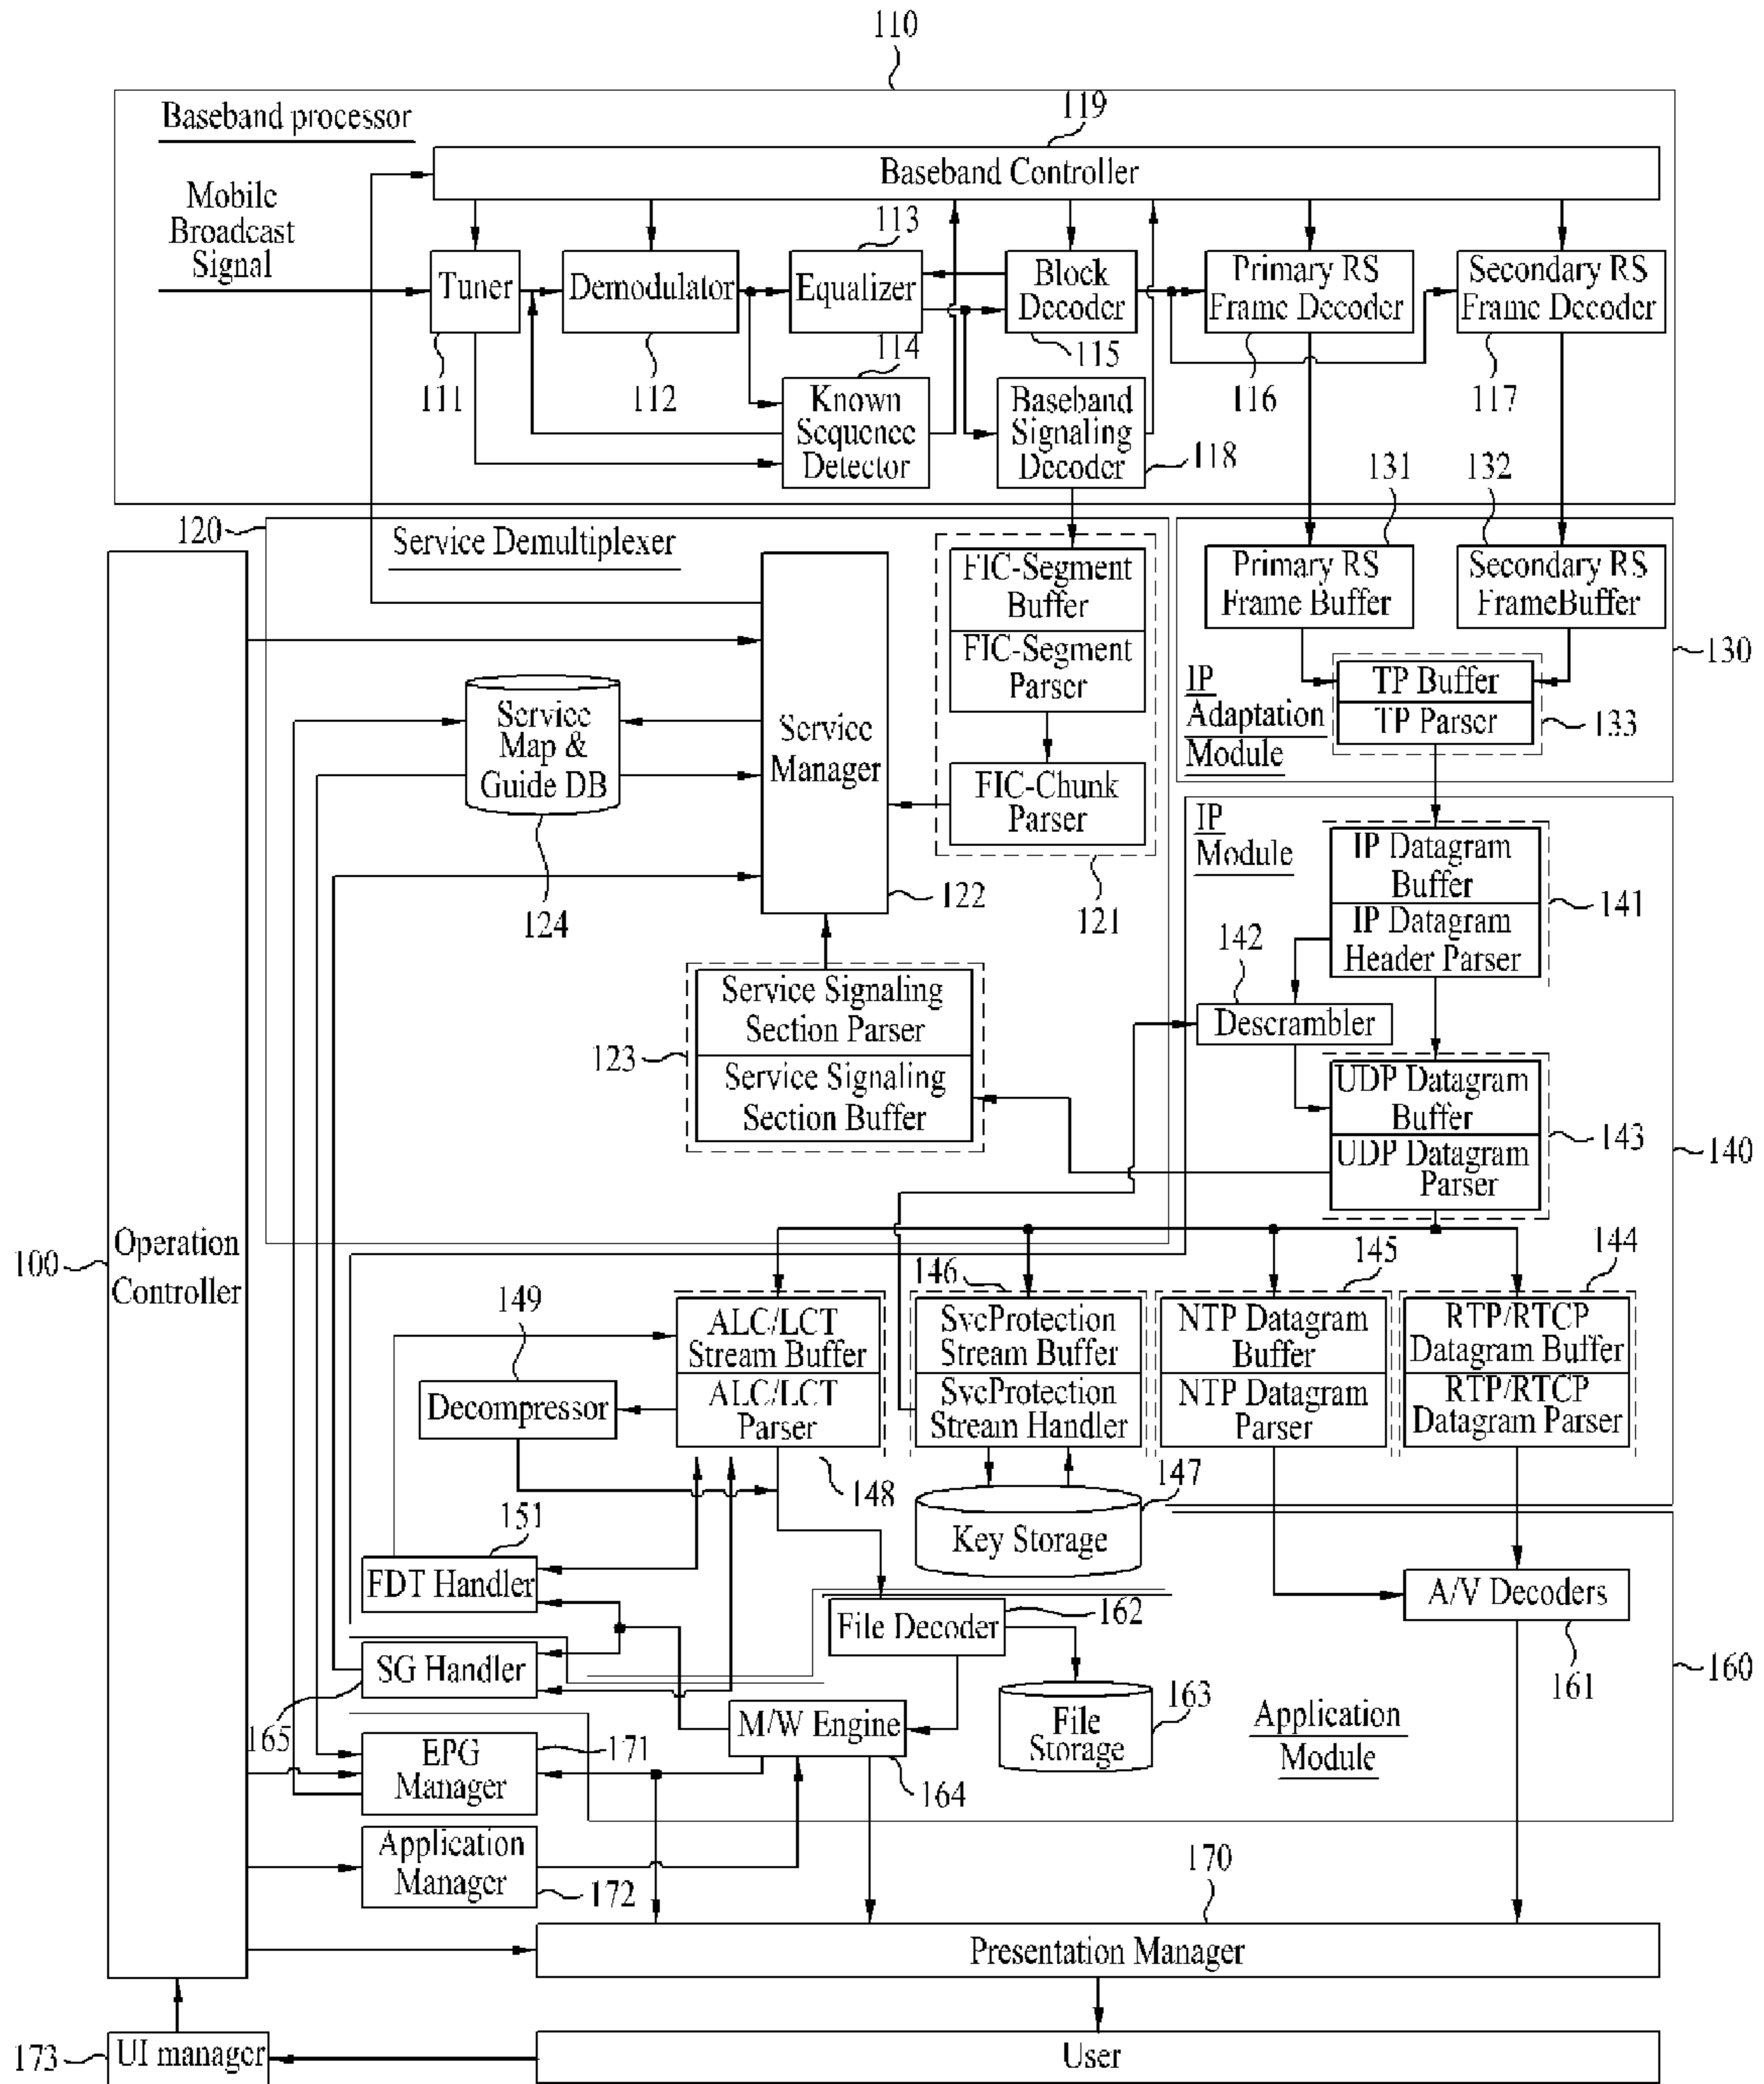 110
Baseband processor
119
Baseband Controller
Mobile
Broadcast
Signal
113
Tuner
Demodulator
Equalizer
Block
Decoder
Primary RS
Frame Decoder
Secondary RS
Frame Decoder
111
112
114
115
116
117
Known
Sequence
Detector
Baseband
Signaling
Decoder
118
131
132
120
Service Demultiplexer
FIC-Segment
Buffer
FIC-Segment
Parser
Primary RS
Frame Buffer
Secondary RS
FrameBuffer
130
IP
Adaptation
Module
TP Buffer
TP Parser
133
Service
Map &
Guide DB
124
Service
Manager
122
FIC-Chunk
Parser
121
IP
Module
IP Datagram
Buffer
IP Datagram
Header Parser
141
142
Descrambler
Service Signaling
Section Parser
Service Signaling
Section Buffer
123
UDP Datagram
Buffer
UDP Datagram
Parser
143
140
100
Operation
Controller
149
146
145
144
ALC/LCT
Stream Buffer
ALC/LCT
Parser
148
SvcProtection
Stream Buffer
SvcProtection
Stream Handler
NTP Datagram
Buffer
NTP Datagram
Parser
RTP/RTCP
Datagram Buffer
RTP/RTCP
Datagram Parser
Decompressor
147
Key Storage
151
FDT Handler
File Decoder
162
A/V Decoders
161
160
SG Handler
165
File
Storage
163
M/W Engine
164
Application
Module
EPG
Manager
171
Application
Manager
172
170
Presentation Manager
173
UI manager
User